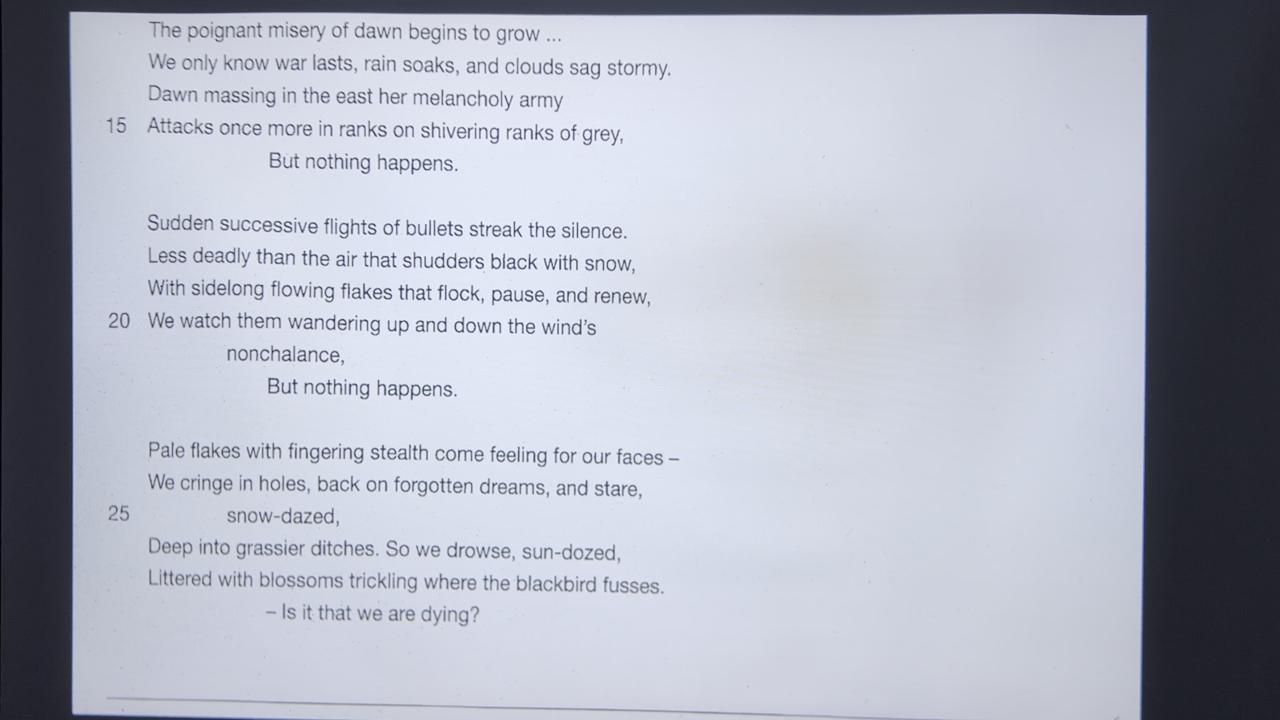 The poignant misery of dawn begins to grow ...
We only know war lasts, rain soaks, and clouds sag stormy.
Dawn massing in the east her melancholy army
15 Attacks once more in ranks on shivering ranks of grey,
But nothing happens.
Sudden successive flights of bullets streak the silence.
Less deadly than the air that shudders black with snow,
With sidelong flowing flakes that flock, pause, and renew,
20 We watch them wandering up and down the wind's
nonchalance,
But nothing happens.
Pale flakes with fingering stealth come feeling for our faces –
We cringe in holes, back on forgotten dreams, and stare,
25 snow-dazed,
Deep into grassier ditches. So we drowse, sun-dozed,
Littered with blossoms trickling where the blackbird fusses.
– Is it that we are dying?